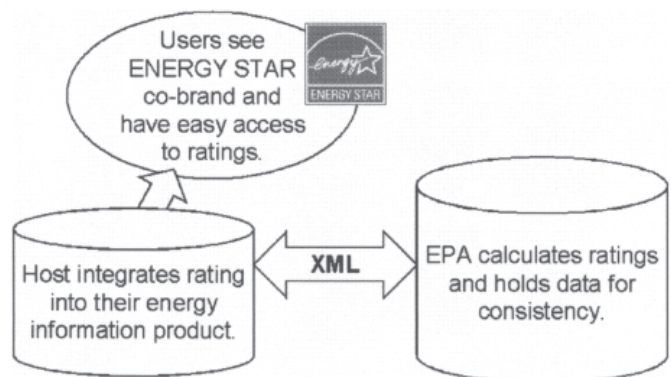 Users see
ENERGY STAR
co-brand and
have easy access
to ratings.
energy
ENERGY STAR
Host integrates rating
into their energy
information product.
XML
EPA calculates ratings
and holds data for
consistency.